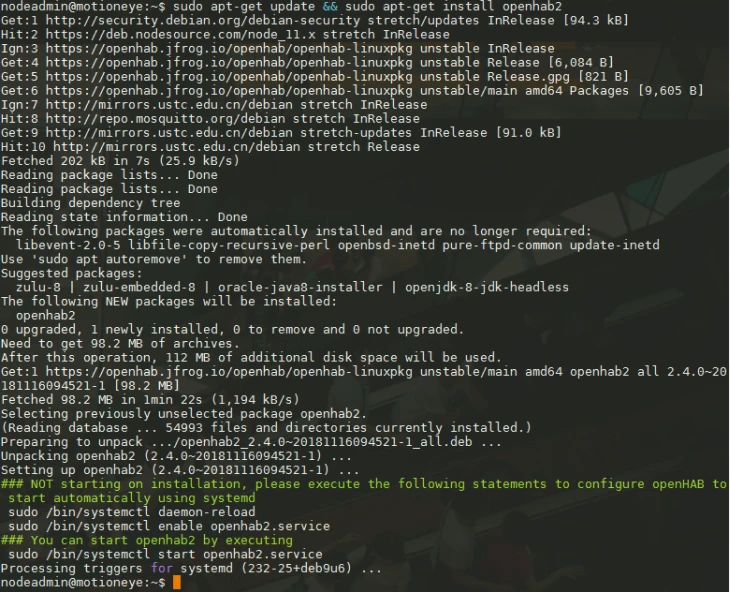 nodeadmin@motioneye:~$ sudo apt-get update && sudo apt-get install openhab2
Get:1 http://security.debian.org/debian-security stretch/updates InRelease [94.3 kB]
Hit:2 https://deb.nodesource.com/node_11.x stretch InRelease
Ign:3 https://openhab.jfrog.io/openhab/openhab-linuxpkg unstable InRelease
Get:4 https://openhab.jfrog.io/openhab/openhab-linuxpkg unstable Release [6,084 B]
Get:5 https://openhab.jfrog.io/openhab/openhab-linuxpkg unstable Release.gpg [821 B]
Get:6 https://openhab.jfrog.io/openhab/openhab-linuxpkg unstable/main amd64 Packages [9,605 B]
Ign:7 http://mirrors.ustc.edu.cn/debian stretch InRelease
Hit:8 http://repo.mosquitto.org/debian stretch InRelease
Get:9 http://mirrors.ustc.edu.cn/debian stretch-updates InRelease [91.0 kB]
Hit:10 http://mirrors.ustc.edu.cn/debian stretch Release
Fetched 202 kB in 7s (25.9 kB/s)
Reading package lists... Done
Reading package lists... Done
Building dependency tree
Reading state information... Done
The following packages were automatically installed and are no longer required:
  libevent-2.0-5 libfile-copy-recursive-perl openbsd-inetd pure-ftpd-common update-inetd
Use 'sudo apt autoremove' to remove them.
Suggested packages:
  zulu-8 | zulu-embedded-8 | oracle-java8-installer | openjdk-8-jdk-headless
The following NEW packages will be installed:
  openhab2
0 upgraded, 1 newly installed, 0 to remove and 0 not upgraded.
Need to get 98.2 MB of archives.
After this operation, 112 MB of additional disk space will be used.
Get:1 https://openhab.jfrog.io/openhab/openhab-linuxpkg unstable/main amd64 openhab2 all 2.4.0~20
181116094521-1 [98.2 MB]
Fetched 98.2 MB in 1min 22s (1,194 kB/s)
Selecting previously unselected package openhab2.
(Reading database ... 54993 files and directories currently installed.)
Preparing to unpack .../openhab2_2.4.0~20181116094521-1_all.deb ...
Unpacking openhab2 (2.4.0~20181116094521-1) ...
Setting up openhab2 (2.4.0~20181116094521-1) ...
### NOT starting on installation, please execute the following statements to configure openHAB to
 start automatically using systemd
 sudo /bin/systemctl daemon-reload
 sudo /bin/systemctl enable openhab2.service
### You can start openhab2 by executing
 sudo /bin/systemctl start openhab2.service
Processing triggers for systemd (232-25+deb9u6) ...
nodeadmin@motioneye:~$